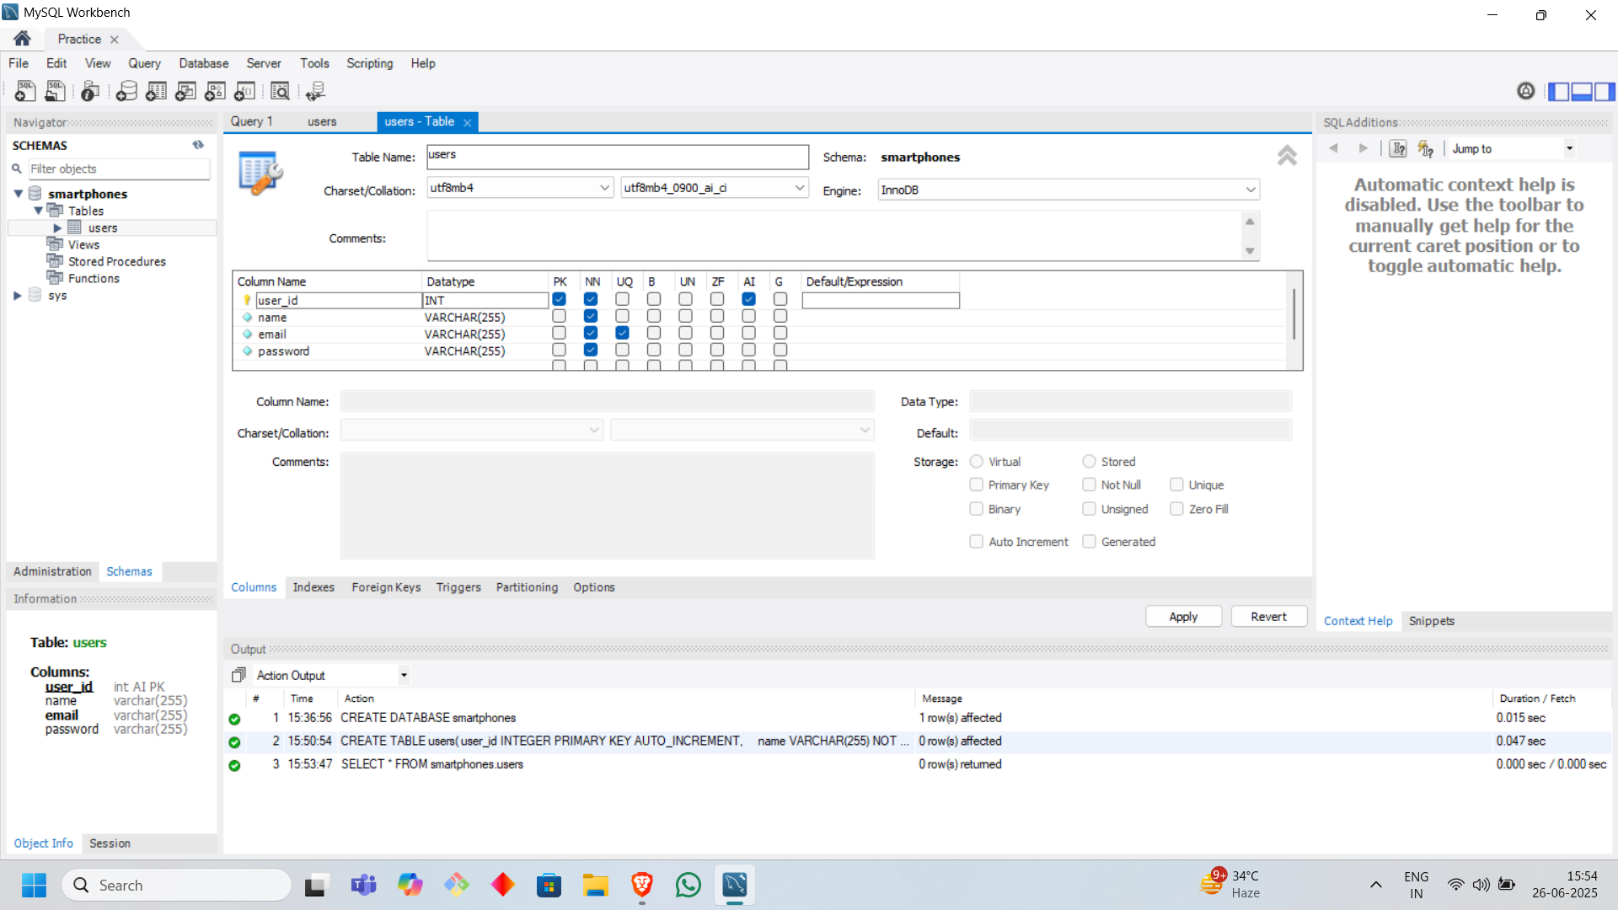 MySQL Workbench
Practice
File Edit View Query Database Server Tools Scripting Help
Navigator
SCHEMAS
Filter objects
smartphones
Tables
users
Views
Stored Procedures
Functions
sys
Administration Schemas
Information
Table: users
Columns:
user_id int AI PK
name varchar(255)
email varchar(255)
password varchar(255)
Object Info Session
Query 1 users users - Table
Table Name: users Schema: smartphones
Charset/Collation: utf8mb4 utf8mb4_0900_ai_ci Engine: InnoDB
Comments:
Column Name Datatype PK NN UQ B UN ZF AI G Default/Expression
user_id INT
name VARCHAR(255)
email VARCHAR(255)
password VARCHAR(255)
Column Name: Data Type:
Charset/Collation: Default:
Comments: Storage: Virtual Stored
Primary Key Not Null Unique
Binary Unsigned Zero Fill
Auto Increment Generated
Columns Indexes Foreign Keys Triggers Partitioning Options
Apply Revert
Output
Action Output
# Time Action Message Duration / Fetch
1 15:36:56 CREATE DATABASE smartphones 1 row(s) affected 0.015 sec
2 15:50:54 CREATE TABLE users( user_id INTEGER PRIMARY KEY AUTO_INCREMENT, name VARCHAR(255) NOT ... 0 row(s) affected 0.047 sec
3 15:53:47 SELECT * FROM smartphones.users 0 row(s) returned 0.000 sec / 0.000 sec
SQLAdditions
Jump to
Automatic context help is
disabled. Use the toolbar to
manually get help for the
current caret position or to
toggle automatic help.
Context Help Snippets
Search
9+ 34°C
Haze
ENG
IN
15:54
26-06-2025